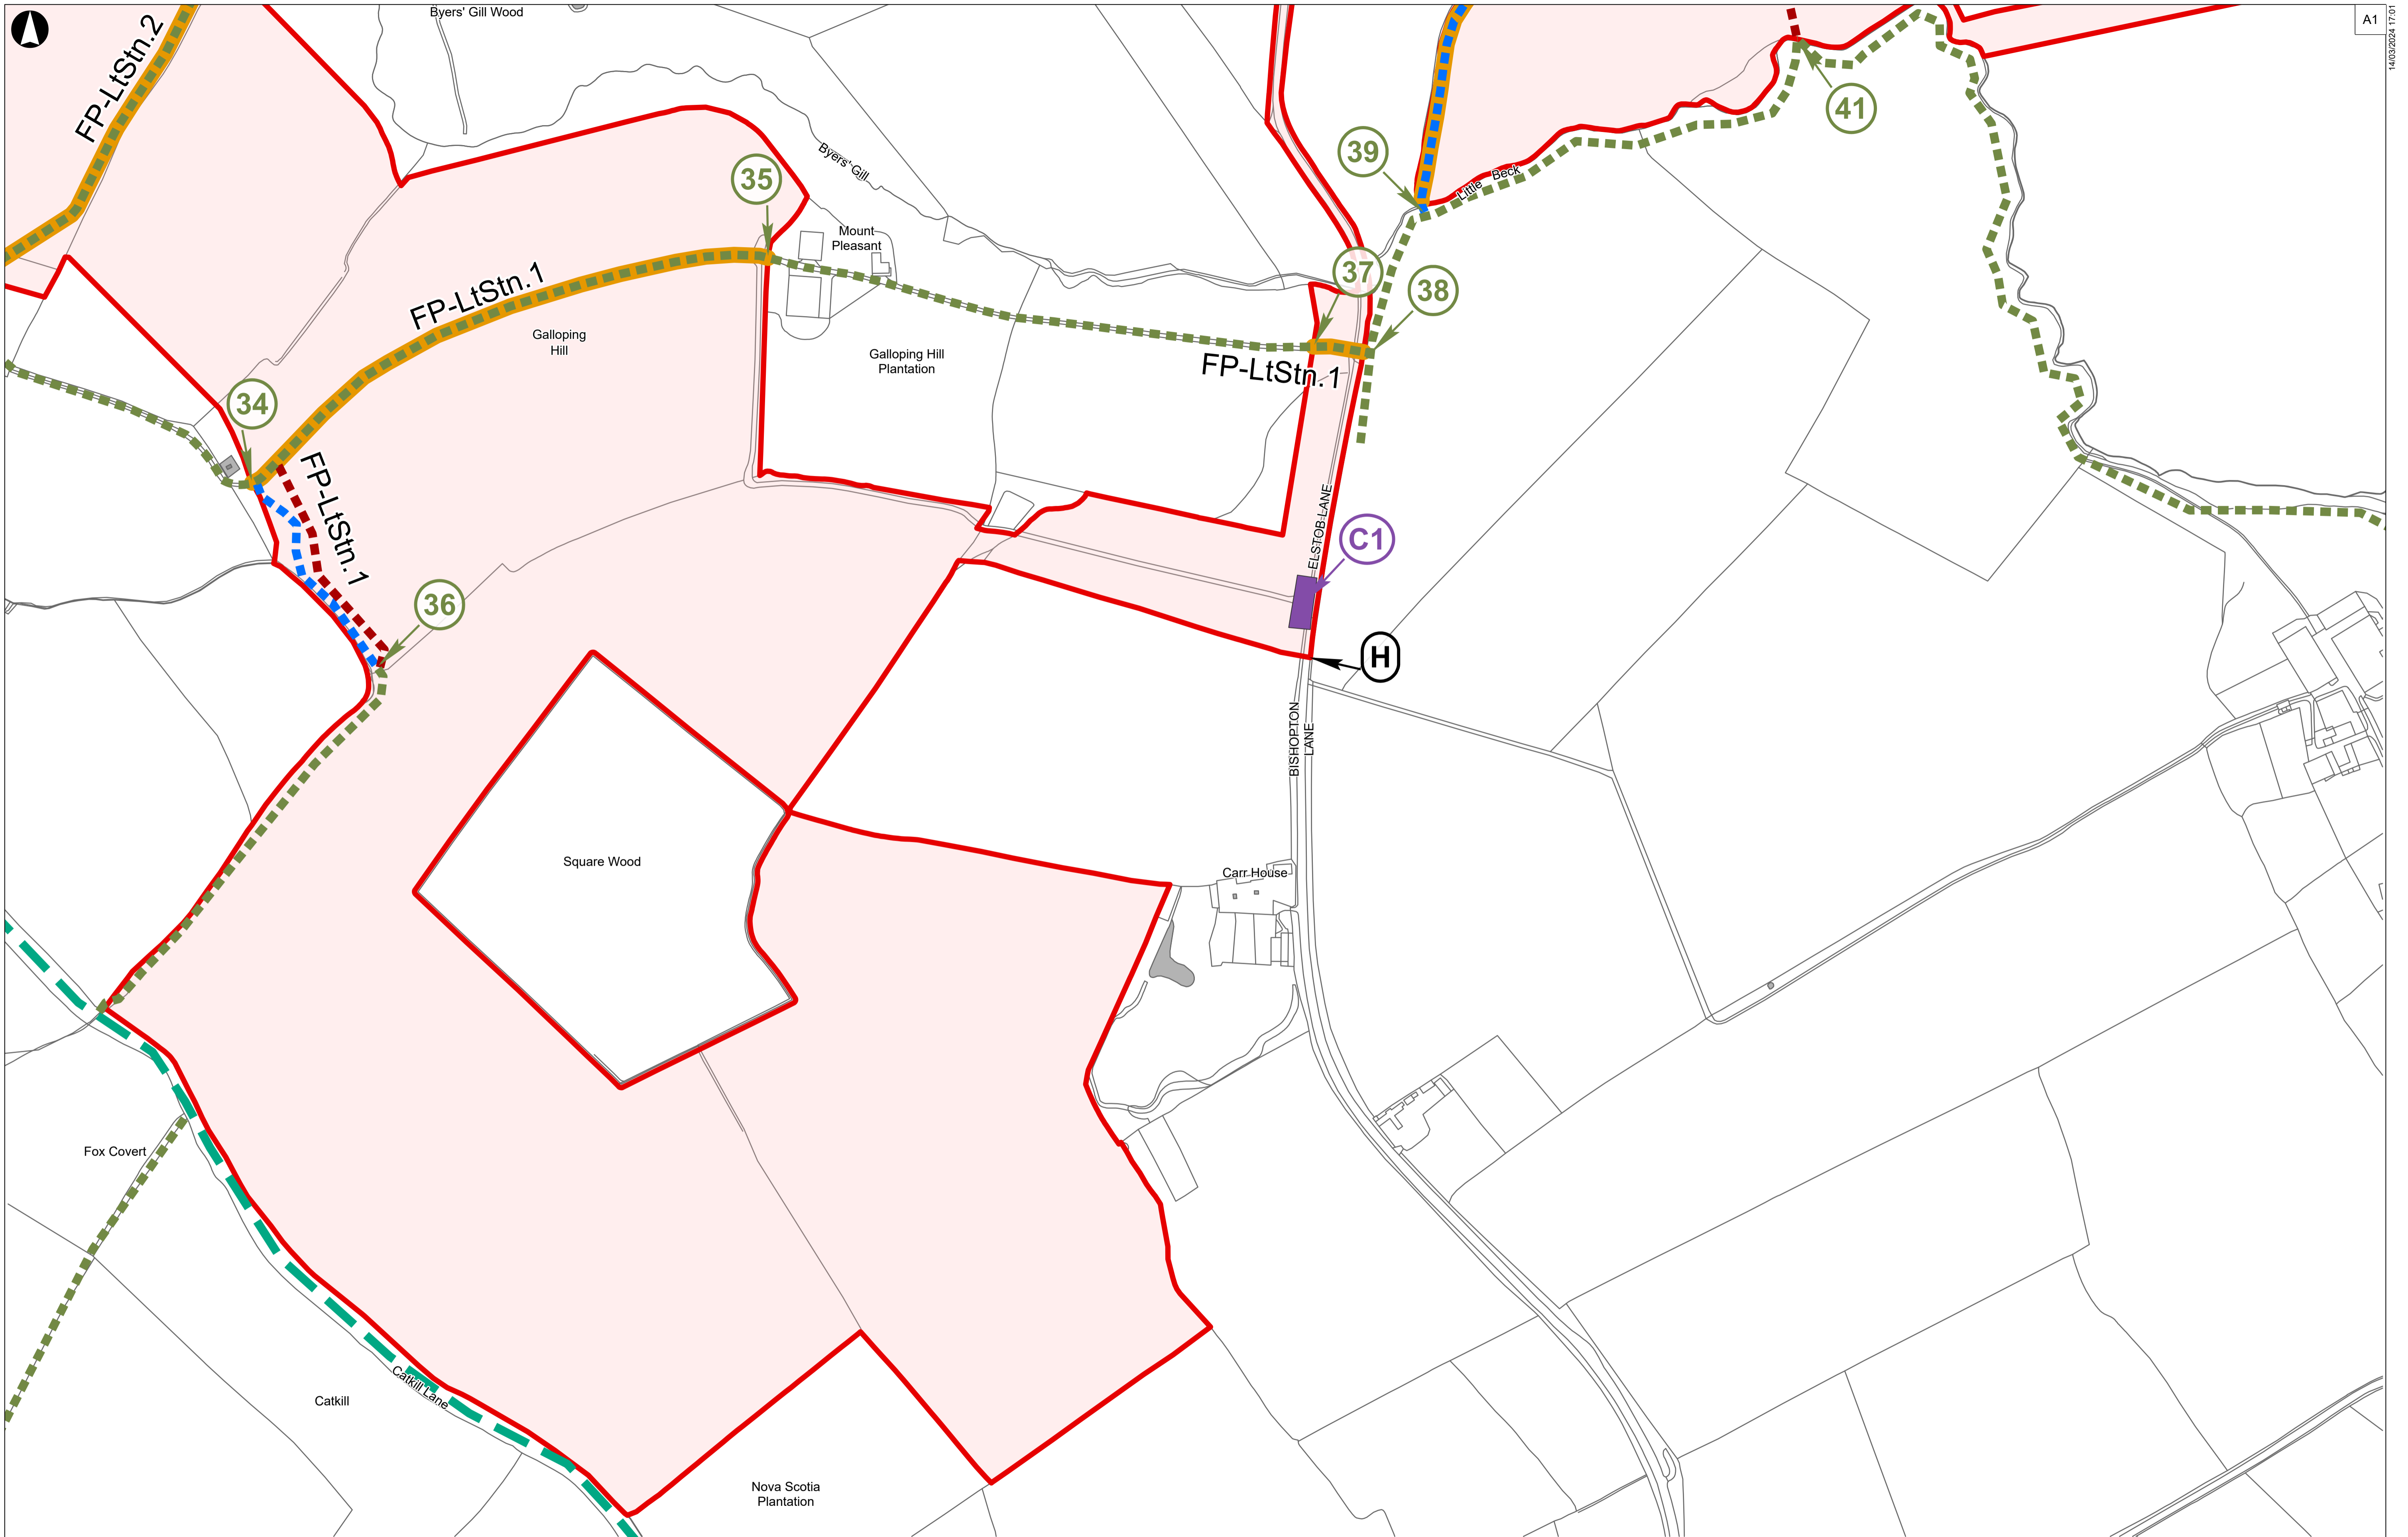 Byers' Gill Wood
A1
14/03/2024 17:01
FP-LtStn.2
41
39
Byers' Gill
Little Beck
35
Mount
Pleasant
37
38
FP-LtStn.1
Galloping
Hill
Galloping Hill
Plantation
FP-LtStn.1
34
FP-LtStn.1
ELSTOB LANE
C1
36
H
BISHOPTON
LANE
Square Wood
Carr House
Fox Covert
Catkill Lane
Catkill
Nova Scotia
Plantation